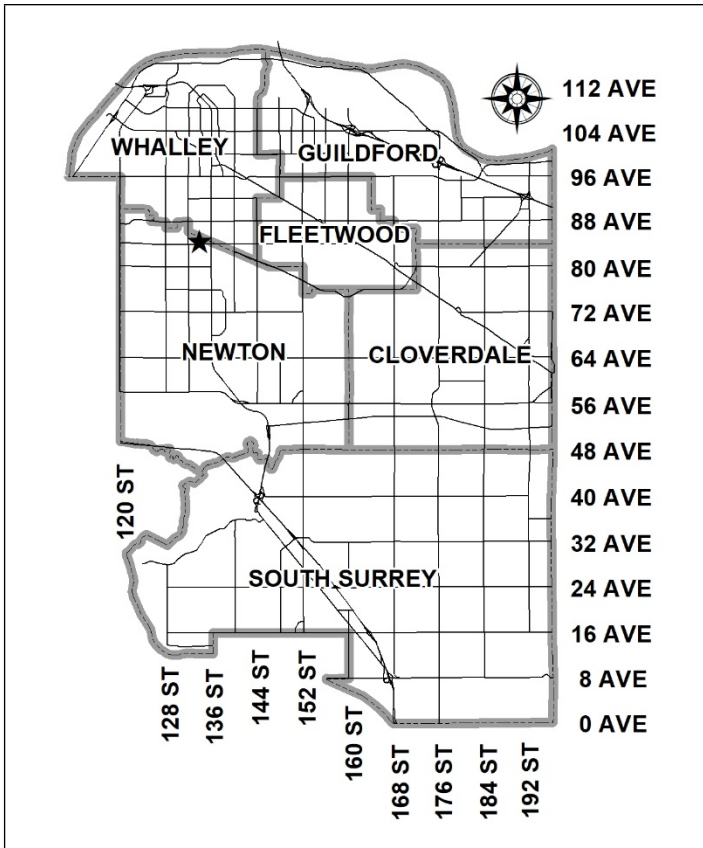 112 AVE
104 AVE
WHALLEY
GUILDFORD
96 AVE
88 AVE
FLEETWOOD
80 AVE
72 AVE
NEWTON
CLOVERDALE
64 AVE
56 AVE
48 AVE
120 ST
40 AVE
32 AVE
SOUTH SURREY
24 AVE
16 AVE
8 AVE
0 AVE
128 ST
136 ST
144 ST
152 ST
160 ST
168 ST
176 ST
184 ST
192 ST